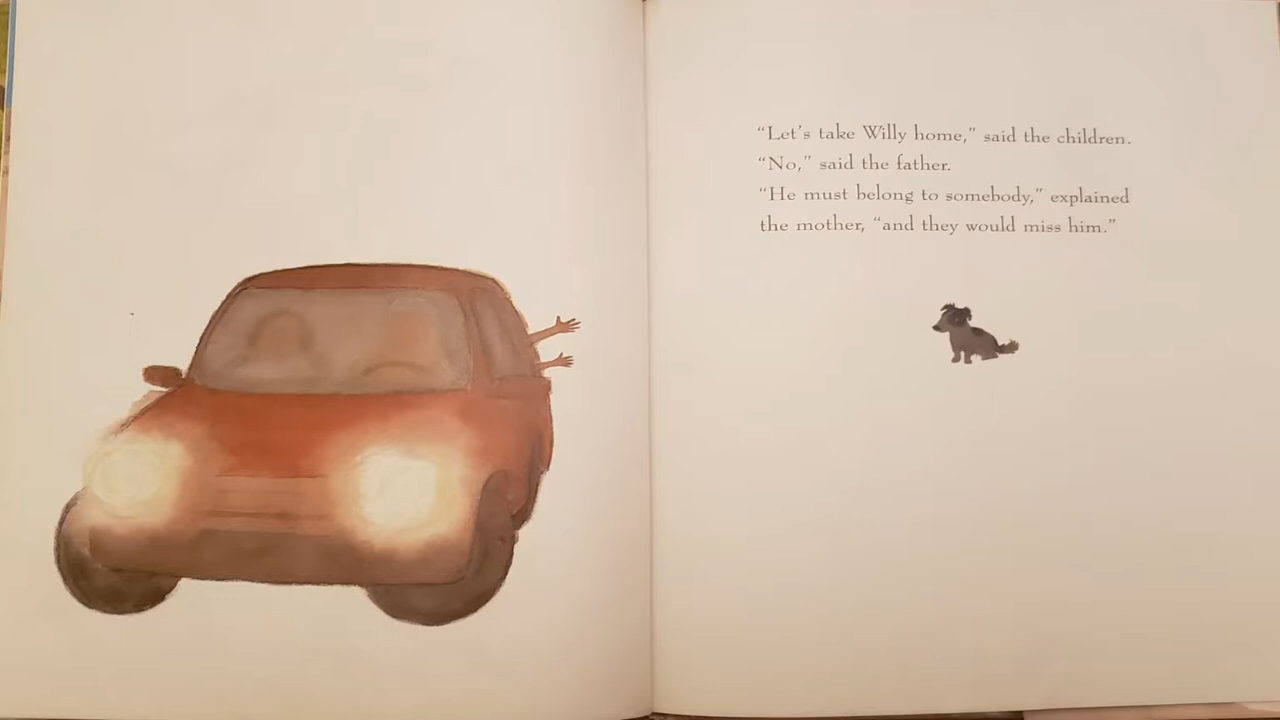 “Let’s take Willy home,” said the children.
“No,” said the father.
“He must belong to somebody,” explained
the mother, “and they would miss him.”